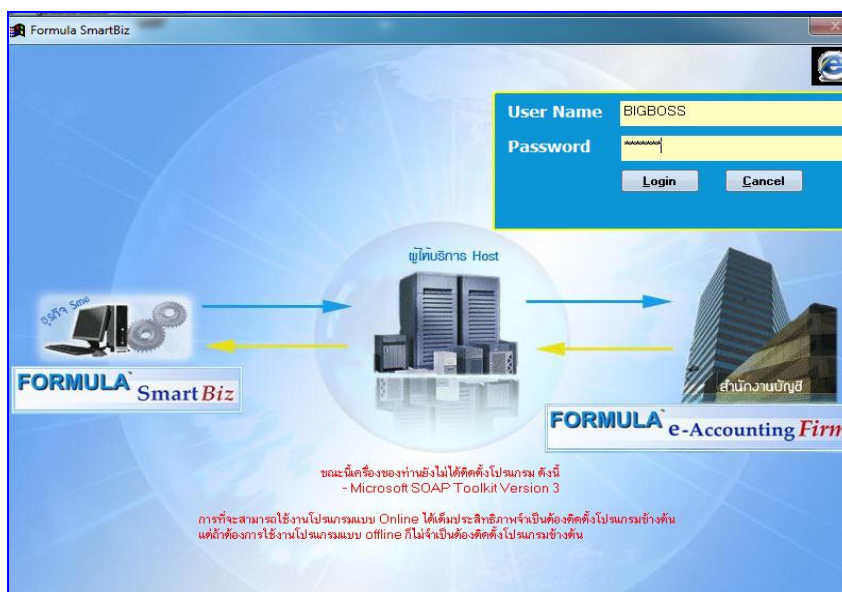 Formula SmartBiz
User Name BIGBOSS
Password *******
Login Cancel
ผู้ให้บริการ Host
ธุรกิจ Sme
FORMULA SmartBiz
สำนักงานบัญชี
FORMULA e-Accounting Firm
ขณะนี้เครื่องของท่านยังไม่ได้ติดตั้งโปรแกรม ดังนี้
- Microsoft SOAP Toolkit Version 3
การที่จะสามารถใช้งานโปรแกรมแบบ Online ได้เต็มประสิทธิภาพจำเป็นต้องติดตั้งโปรแกรมข้างต้น
แต่ถ้าต้องการใช้งานโปรแกรมแบบ offline ก็ไม่จำเป็นต้องติดตั้งโปรแกรมข้างต้น